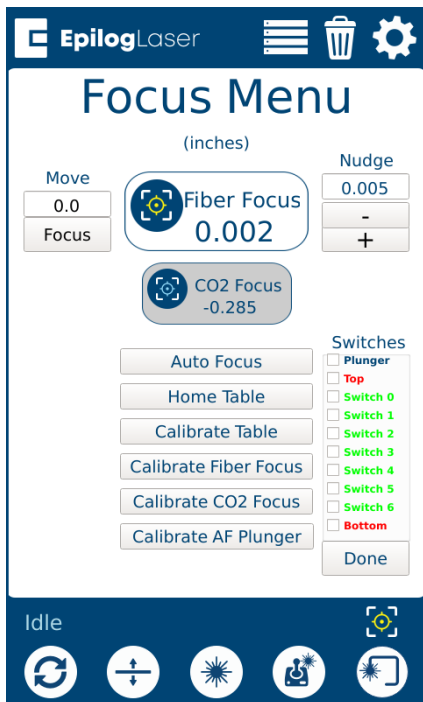 EpilogLaser
Focus Menu
(inches)
Move
0.0
Focus
Fiber Focus
0.002
Nudge
0.005
-
+
CO2 Focus
-0.285
Auto Focus
Home Table
Calibrate Table
Calibrate Fiber Focus
Calibrate CO2 Focus
Calibrate AF Plunger
Switches
Plunger
Top
Switch 0
Switch 1
Switch 2
Switch 3
Switch 4
Switch 5
Switch 6
Bottom
Done
Idle